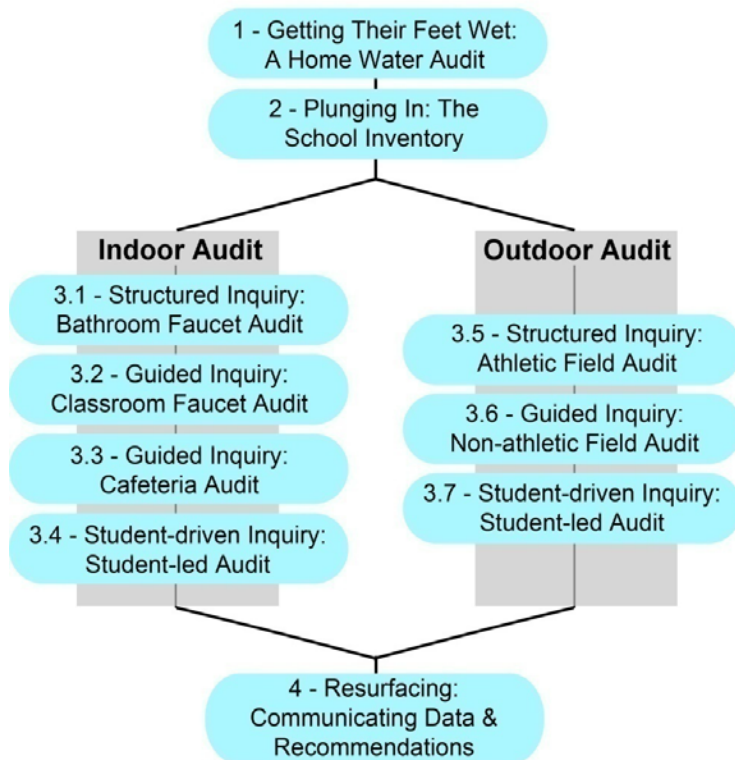 1 - Getting Their Feet Wet:
A Home Water Audit
2 - Plunging In: The
School Inventory
Indoor Audit
3.1 - Structured Inquiry:
Bathroom Faucet Audit
3.2 - Guided Inquiry:
Classroom Faucet Audit
3.3 - Guided Inquiry:
Cafeteria Audit
3.4 - Student-driven Inquiry:
Student-led Audit
Outdoor Audit
3.5 - Structured Inquiry:
Athletic Field Audit
3.6 - Guided Inquiry:
Non-athletic Field Audit
3.7 - Student-driven Inquiry:
Student-led Audit
4 - Resurfacing:
Communicating Data &
Recommendations